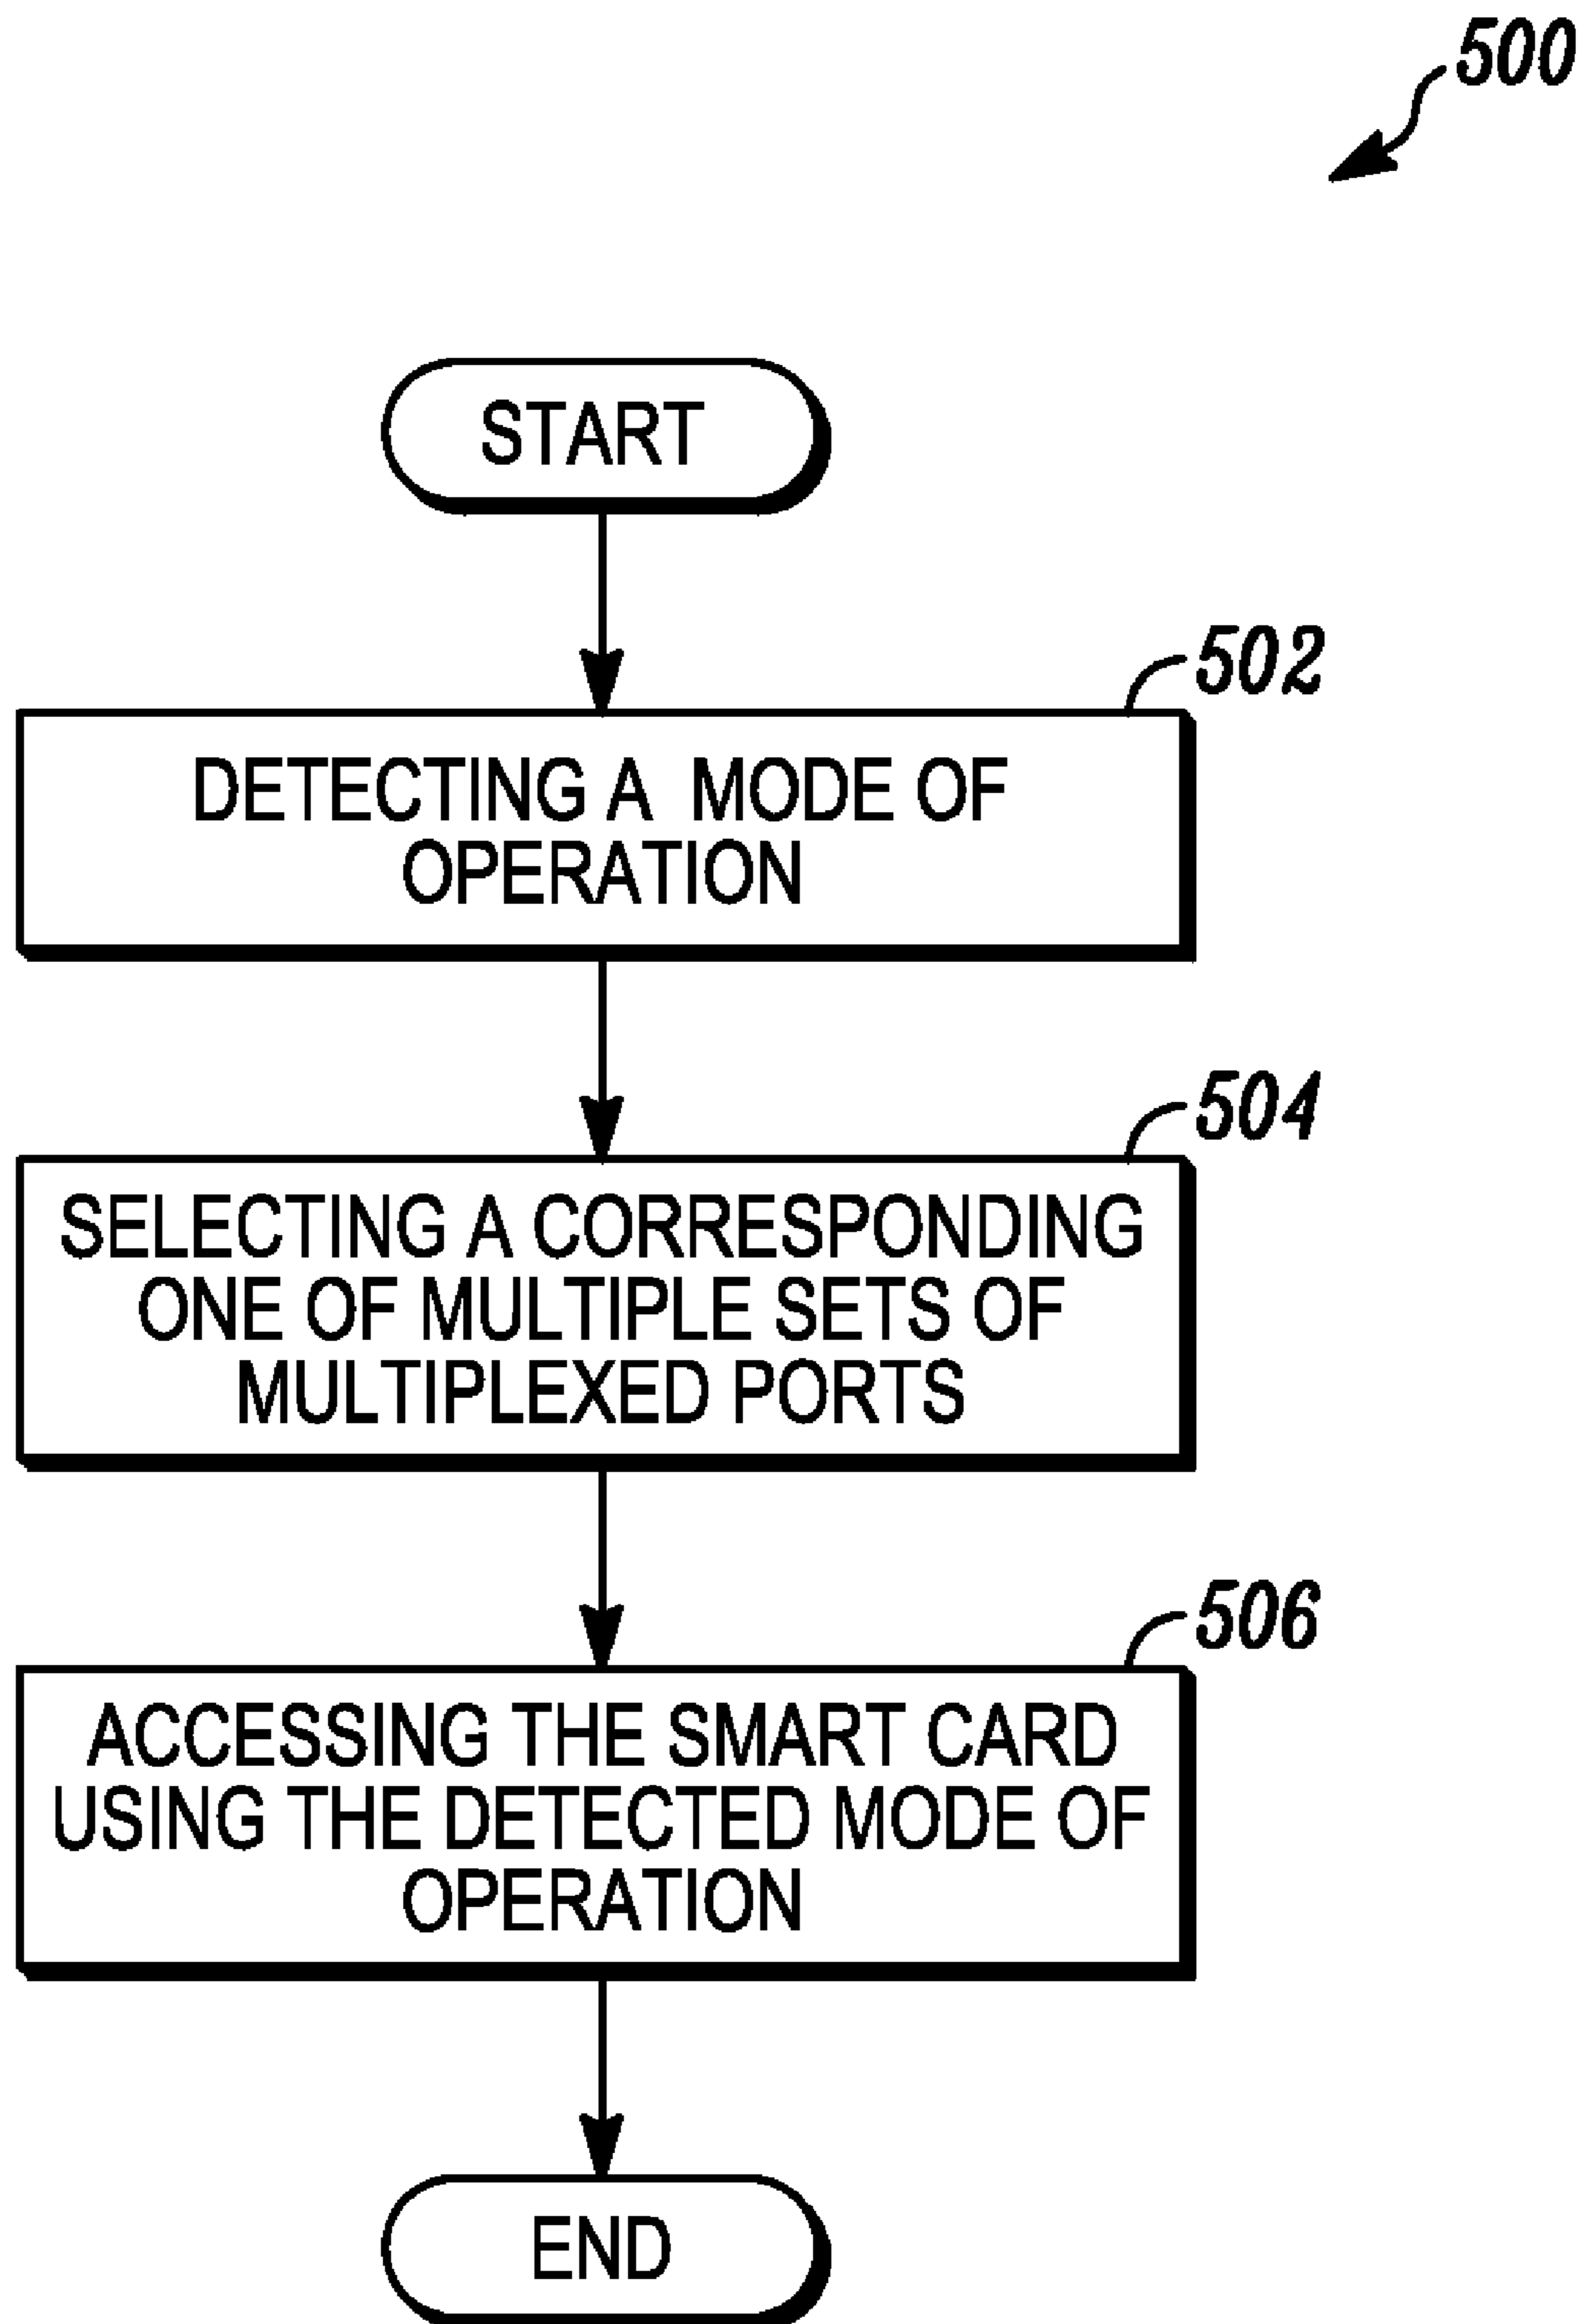 500
START
502
DETECTING A MODE OF
OPERATION
504
SELECTING A CORRESPONDING
ONE OF MULTIPLE SETS OF
MULTIPLEXED PORTS
506
ACCESSING THE SMART CARD
USING THE DETECTED MODE OF
OPERATION
END